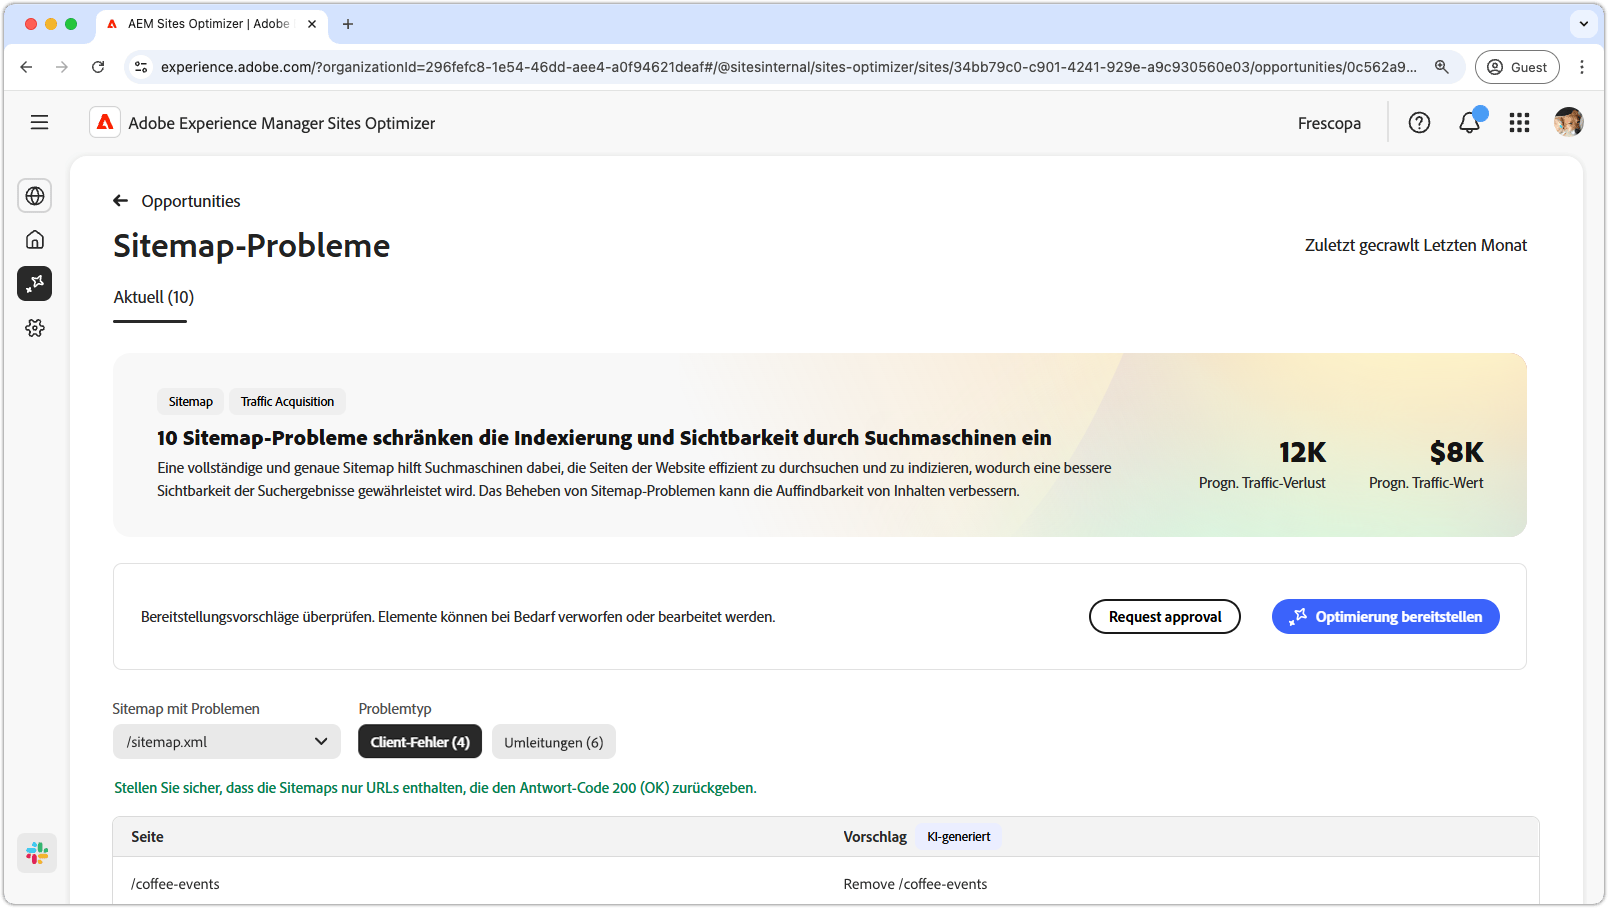 AEM Sites Optimizer | Adobe
experience.adobe.com/?organizationId=296fefc8-1e54-46dd-aee4-a0f94621deaf#/@sitesinternal/sites-optimizer/sites/34bb79c0-c901-4241-929e-a9c930560e03/opportunities/0c562a9...
Guest
Adobe Experience Manager Sites Optimizer
Frescopa
Opportunities
Sitemap-Probleme
Zuletzt gecrawlt Letzten Monat
Aktuell (10)
Sitemap
Traffic Acquisition
10 Sitemap-Probleme schränken die Indexierung und Sichtbarkeit durch Suchmaschinen ein
Eine vollständige und genaue Sitemap hilft Suchmaschinen dabei, die Seiten der Website effizient zu durchsuchen und zu indizieren, wodurch eine bessere
Sichtbarkeit der Suchergebnisse gewährleistet wird. Das Beheben von Sitemap-Problemen kann die Auffindbarkeit von Inhalten verbessern.
12K
Progn. Traffic-Verlust
$8K
Progn. Traffic-Wert
Bereitstellungsvorschläge überprüfen. Elemente können bei Bedarf verworfen oder bearbeitet werden.
Request approval
Optimierung bereitstellen
Sitemap mit Problemen
Problemtyp
/sitemap.xml
Client-Fehler (4)
Umleitungen (6)
Stellen Sie sicher, dass die Sitemaps nur URLs enthalten, die den Antwort-Code 200 (OK) zurückgeben.
Seite
Vorschlag
KI-generiert
/coffee-events
Remove /coffee-events